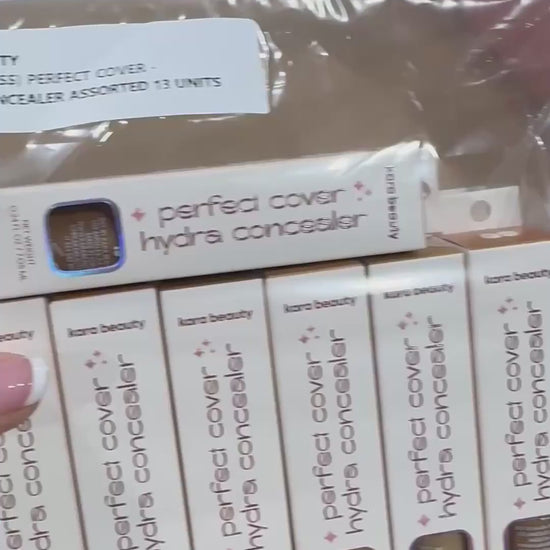 TY
SS) PERFECT COVER -
NCEALER ASSORTED 13 UNITS
perfect cover
hydra concealer
kara beauty
NET WEIGHT
kara beauty
perfect cover
hydra concealer
kara beauty
perfect cover
hydra concealer
kara beauty
perfect cover
hydra concealer
kara beauty
perfect cover
hydra concealer
kara beauty
perfect cover
hydra concealer